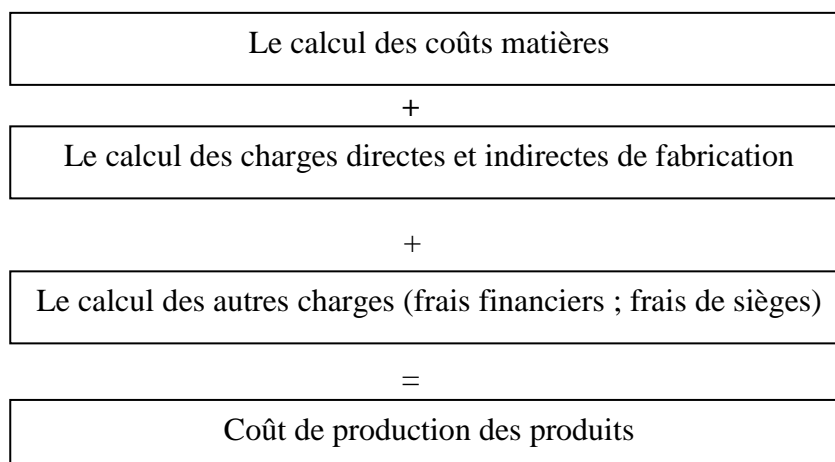 Le calcul des coûts matières
+
Le calcul des charges directes et indirectes de fabrication
+
Le calcul des autres charges (frais financiers ; frais de sièges)
=
Coût de production des produits